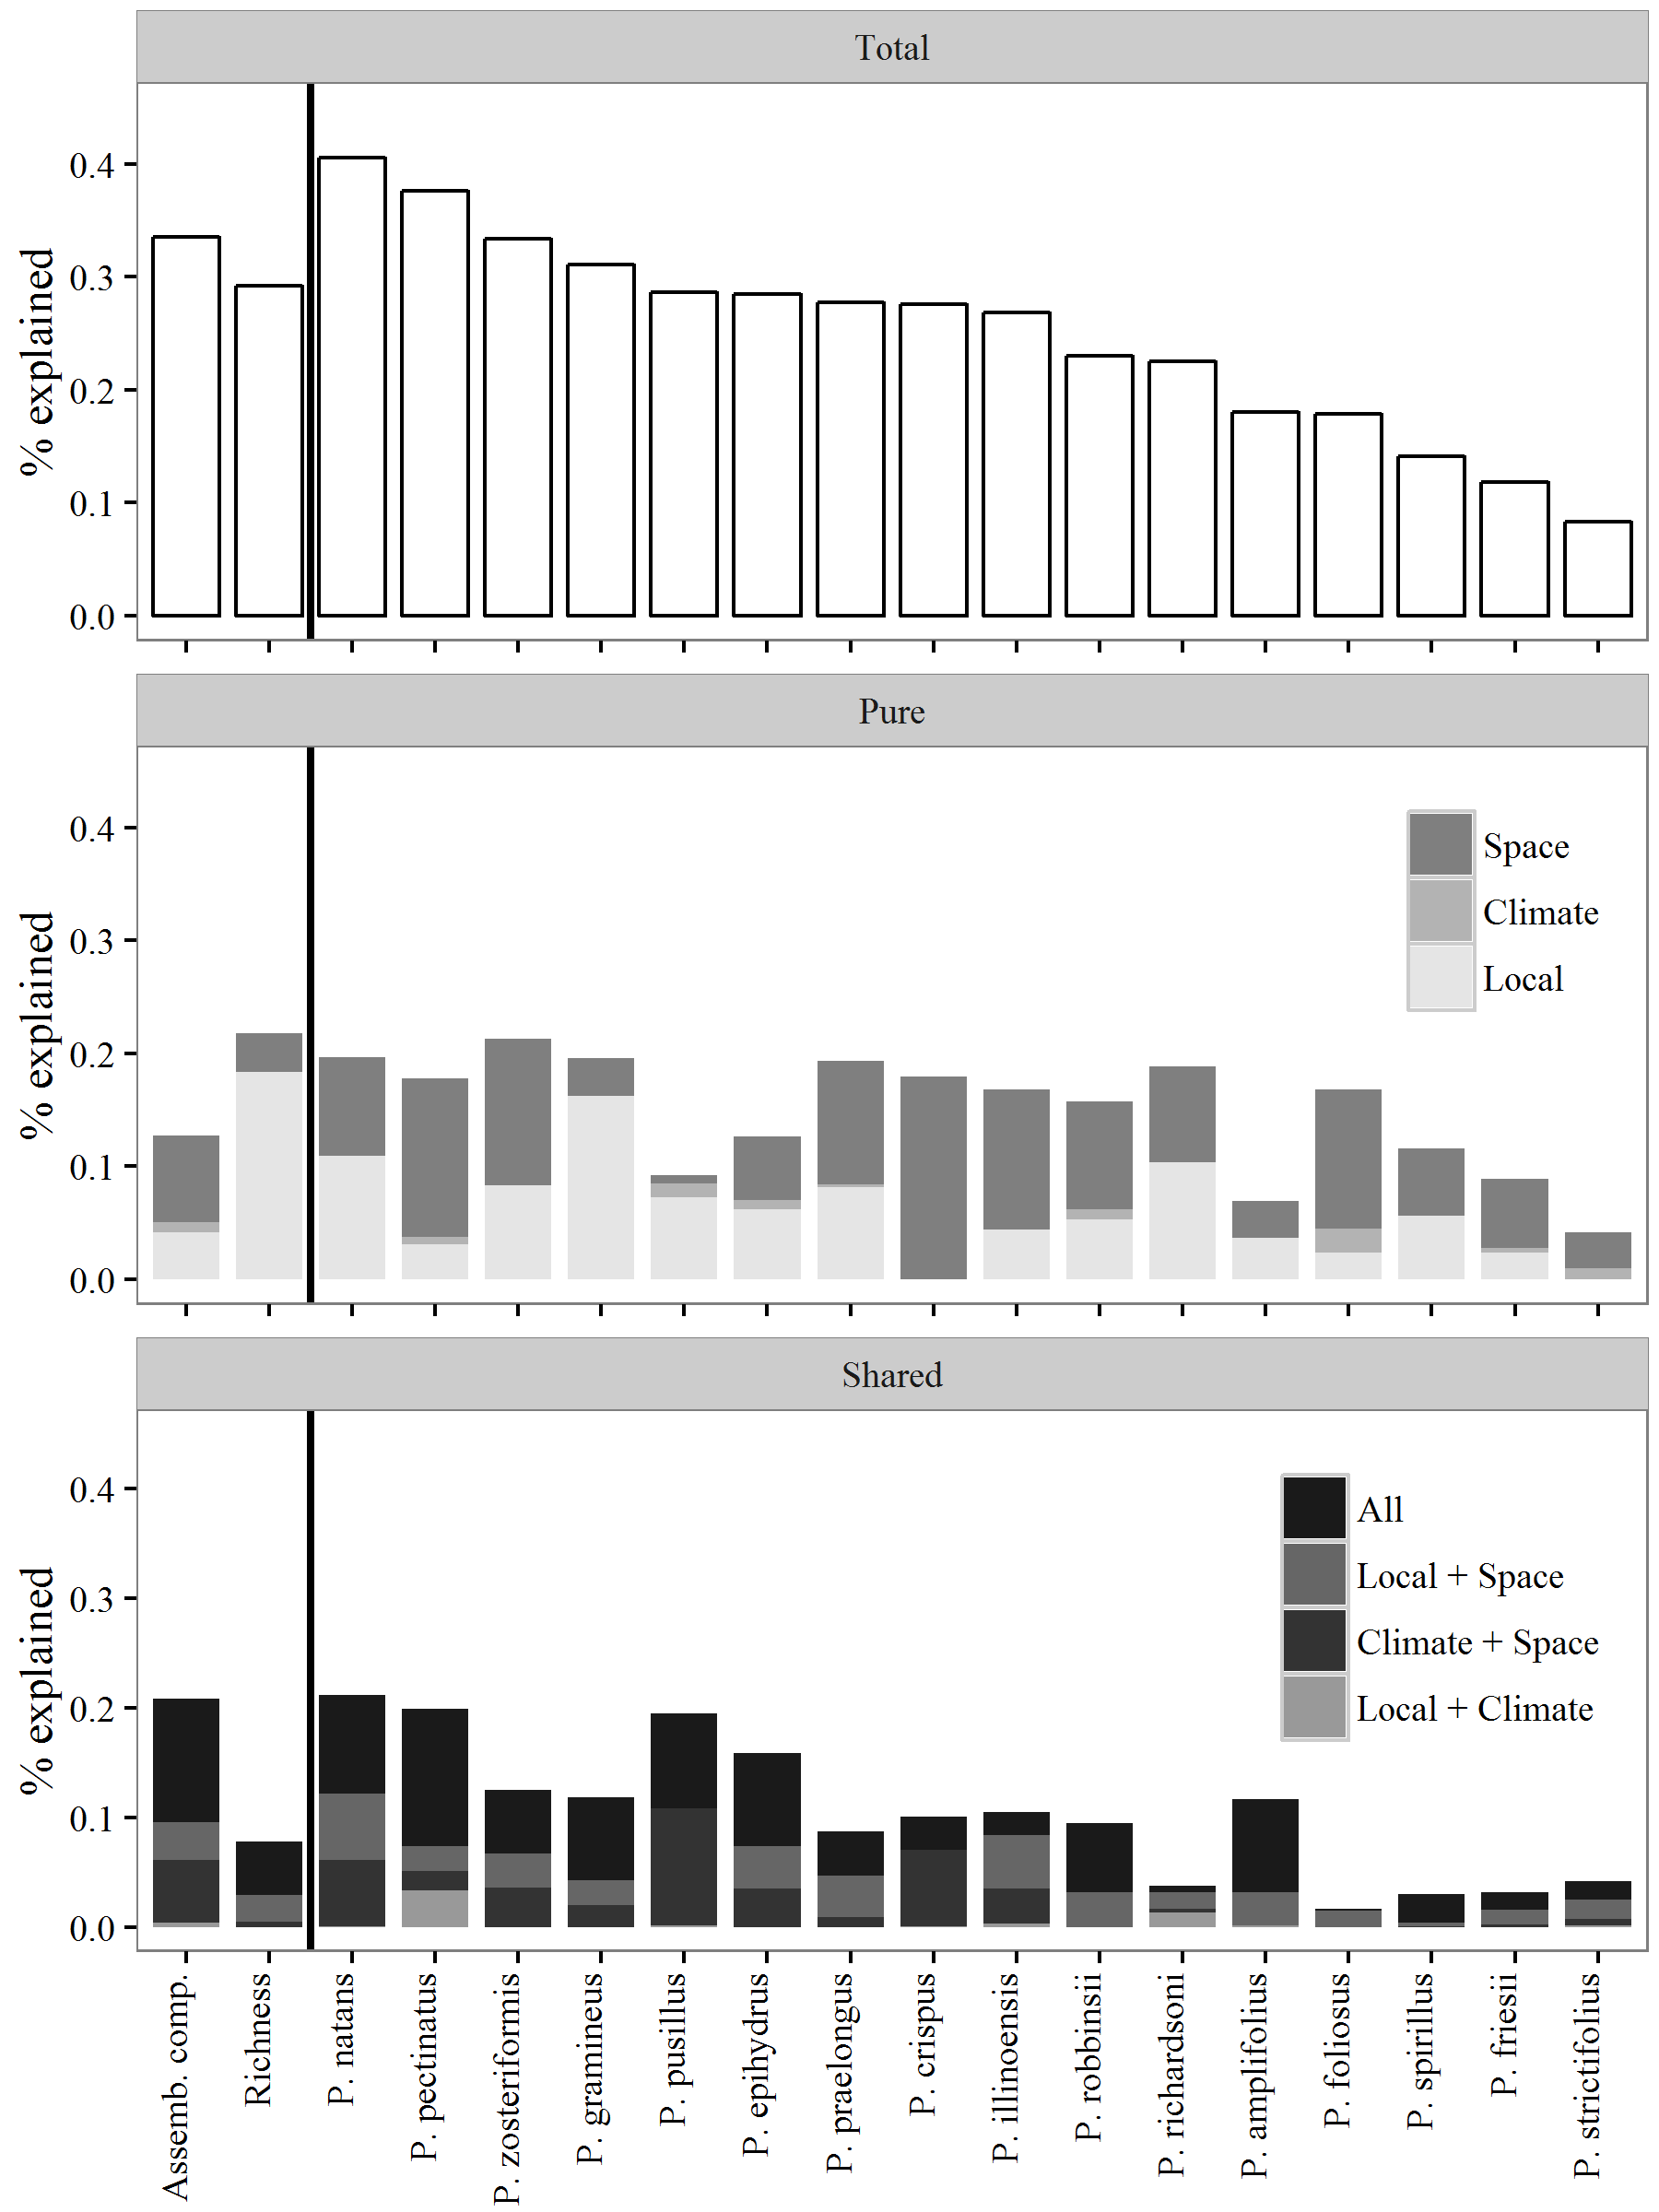 Total
% explained
0.4
0.3
0.2
0.1
0.0
Pure
% explained
0.4
0.3
0.2
0.1
0.0
Space
Climate
Local
Shared
% explained
0.4
0.3
0.2
0.1
0.0
All
Local + Space
Climate + Space
Local + Climate
Assemb. comp.
Richness
P. natans
P. pectinatus
P. zosteriformis
P. gramineus
P. pusillus
P. epihydrus
P. praelongus
P. crispus
P. illinoensis
P. robbinsii
P. richardsoni
P. amplifolius
P. foliosus
P. spirillus
P. friesii
P. strictifolius